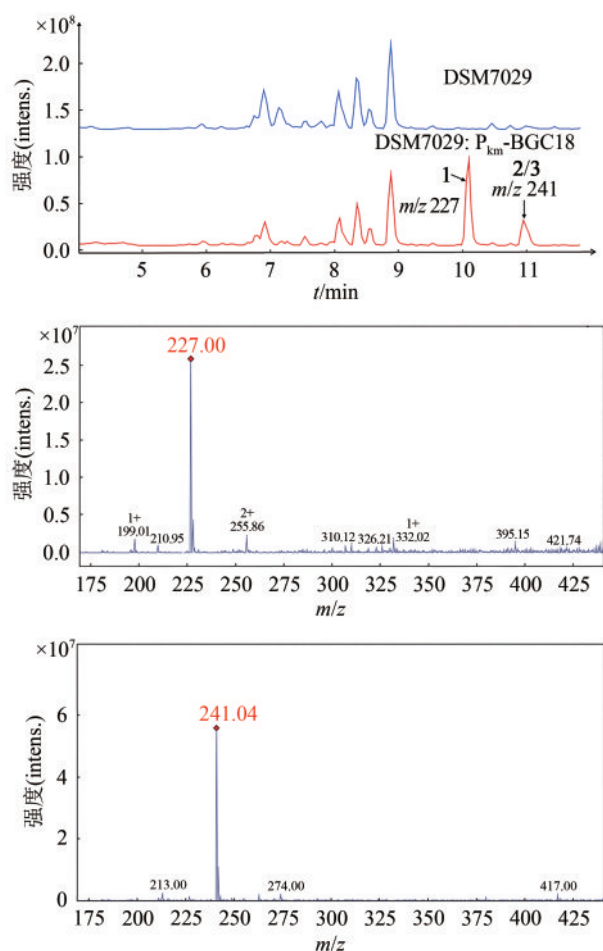 ×10⁸
强度(intens.)
2.0
1.5
1.0
0.5
0.0
DSM7029
DSM7029: Pkm-BGC18
1
m/z 227
2/3
m/z 241
5 6 7 8 9 10 11
t/min
×10⁷
强度(intens.)
2.5
2.0
1.5
1.0
0.5
0.0
227.00
1+
199.01
210.95
2+
255.86
310.12
326.21
1+
332.02
395.15
421.74
175 200 225 250 275 300 325 350 375 400 425
m/z
×10⁷
强度(intens.)
6
4
2
0
241.04
213.00
274.00
417.00
175 200 225 250 275 300 325 350 375 400 425
m/z